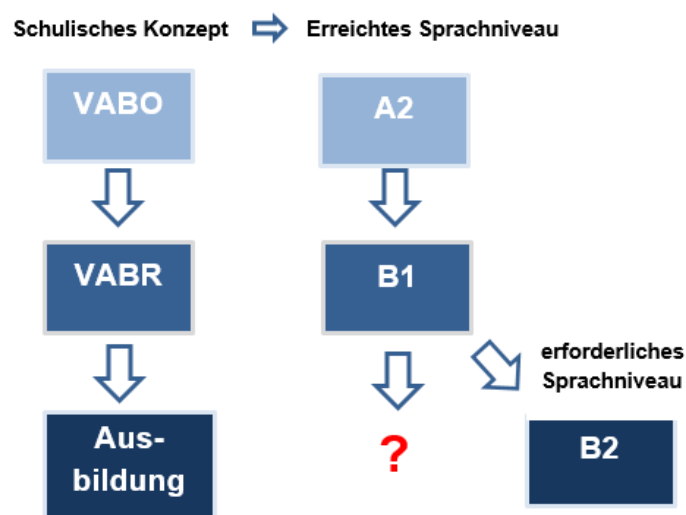 Schulisches Konzept Erreichtes Sprachniveau
VABO A2
VABR B1
erforderliches
Sprachniveau
Aus-
bildung
?
B2